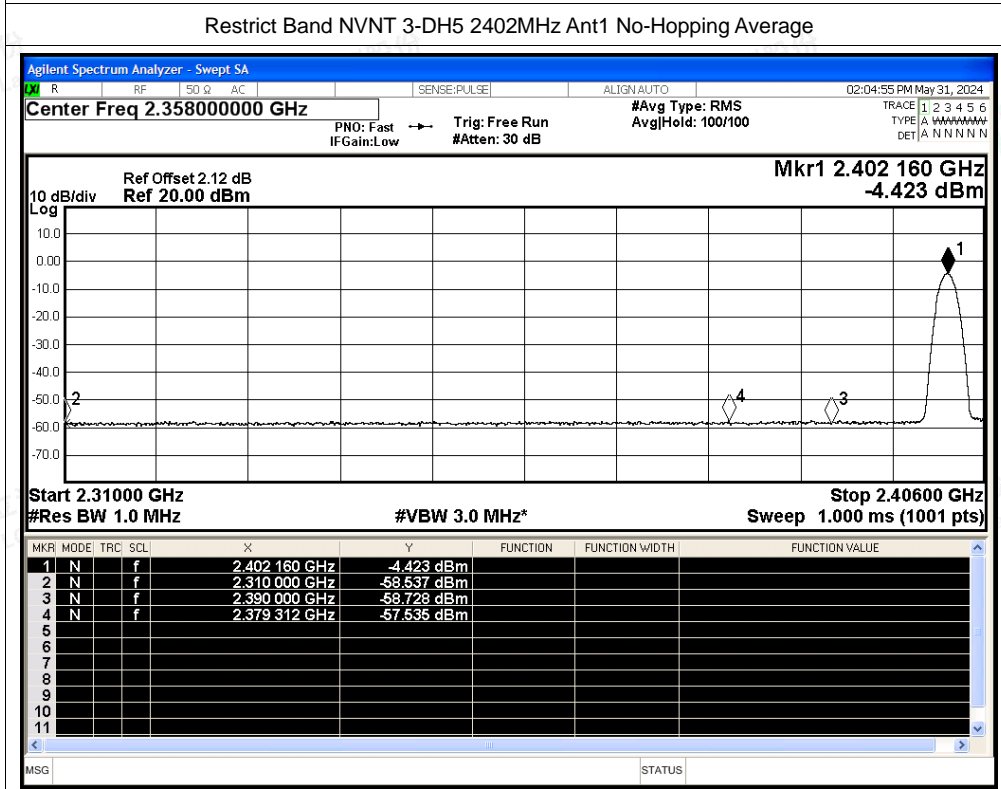 Restrict Band NVNT 3-DH5 2402MHz Ant1 No-Hopping Average
Agilent Spectrum Analyzer - Swept SA
LXI R RF 50 Ω AC SENSE:PULSE ALIGN AUTO 02:04:55 PM May 31, 2024
Center Freq 2.358000000 GHz #Avg Type: RMS TRACE 1 2 3 4 5 6
PNO: Fast Trig: Free Run Avg|Hold: 100/100 TYPE A WWWWW
IFGain:Low #Atten: 30 dB DET A N N N N N
Mkr1 2.402 160 GHz
Ref Offset 2.12 dB
10 dB/div Ref 20.00 dBm -4.423 dBm
Log
10.0
1
0.00
-10.0
-20.0
-30.0
-40.0
-50.0 2 4 3
-60.0
-70.0
Start 2.31000 GHz Stop 2.40600 GHz
#Res BW 1.0 MHz #VBW 3.0 MHz* Sweep 1.000 ms (1001 pts)
MKR MODE TRC SCL X Y FUNCTION FUNCTION WIDTH FUNCTION VALUE
1 N f 2.402 160 GHz -4.423 dBm
2 N f 2.310 000 GHz -58.537 dBm
3 N f 2.390 000 GHz -58.728 dBm
4 N f 2.379 312 GHz -57.535 dBm
5
6
7
8
9
10
11
MSG STATUS